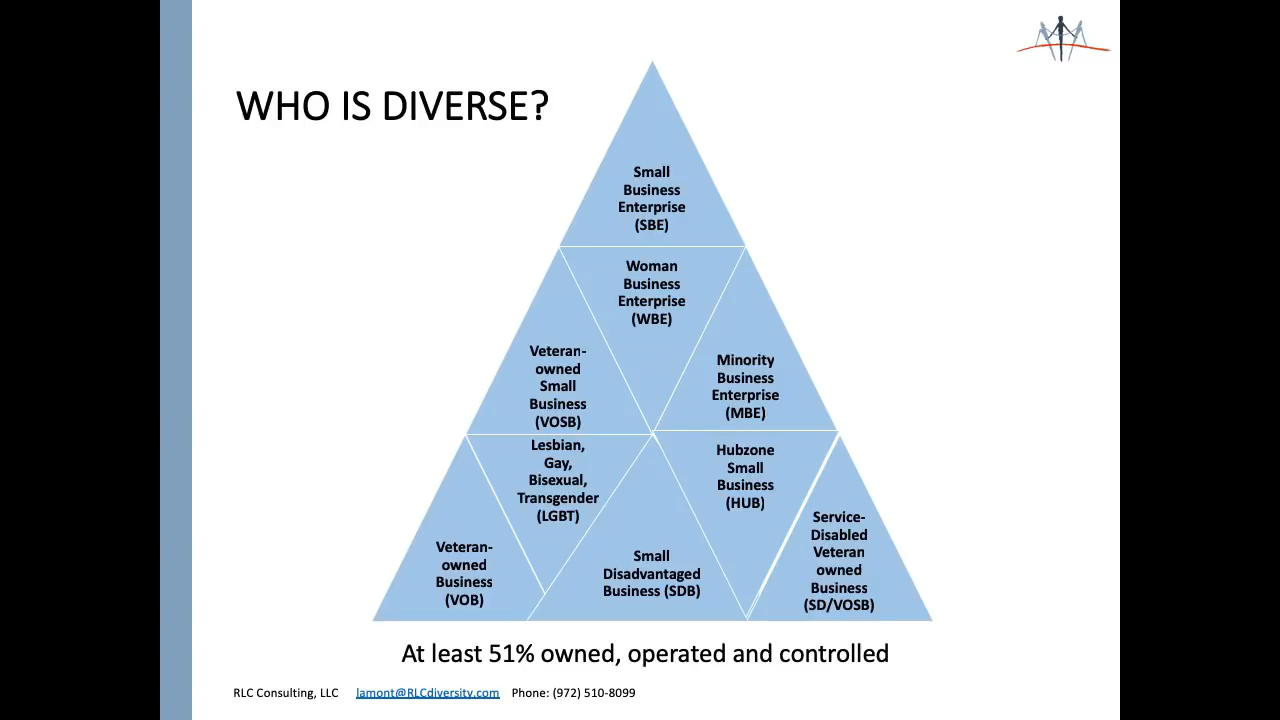 WHO IS DIVERSE?
Small
Business
Enterprise
(SBE)
Woman
Business
Enterprise
(WBE)
Veteran-
owned
Small
Business
(VOSB)
Minority
Business
Enterprise
(MBE)
Veteran-
owned
Business
(VOB)
Lesbian,
Gay,
Bisexual,
Transgender
(LGBT)
Small
Disadvantaged
Business (SDB)
Hubzone
Small
Business
(HUB)
Service-
Disabled
Veteran
owned
Business
(SD/VOSB)
At least 51% owned, operated and controlled
RLC Consulting, LLC lamont@RLCdiversity.com Phone: (972) 510-8099